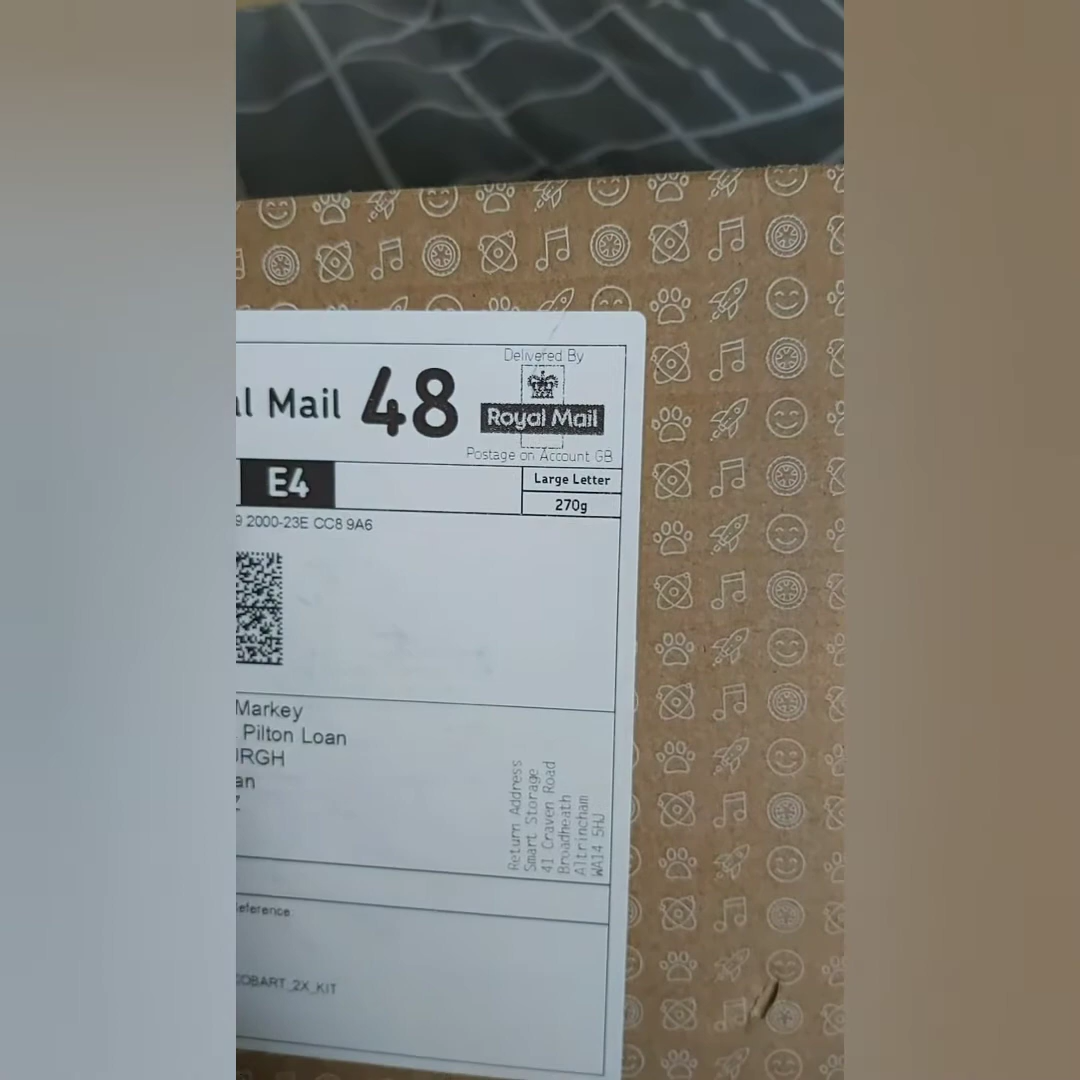 l Mail 48
Delivered By
Royal Mail
Postage on Account GB
E4
Large Letter
270g
9 2000-23E CC8 9A6
Markey
Pilton Loan
URGH
an
Z
Return Address
Smart Storage
41 Craven Road
Broadheath
Altrincham
WA14 5HJ
eference
OBART_2X_KIT